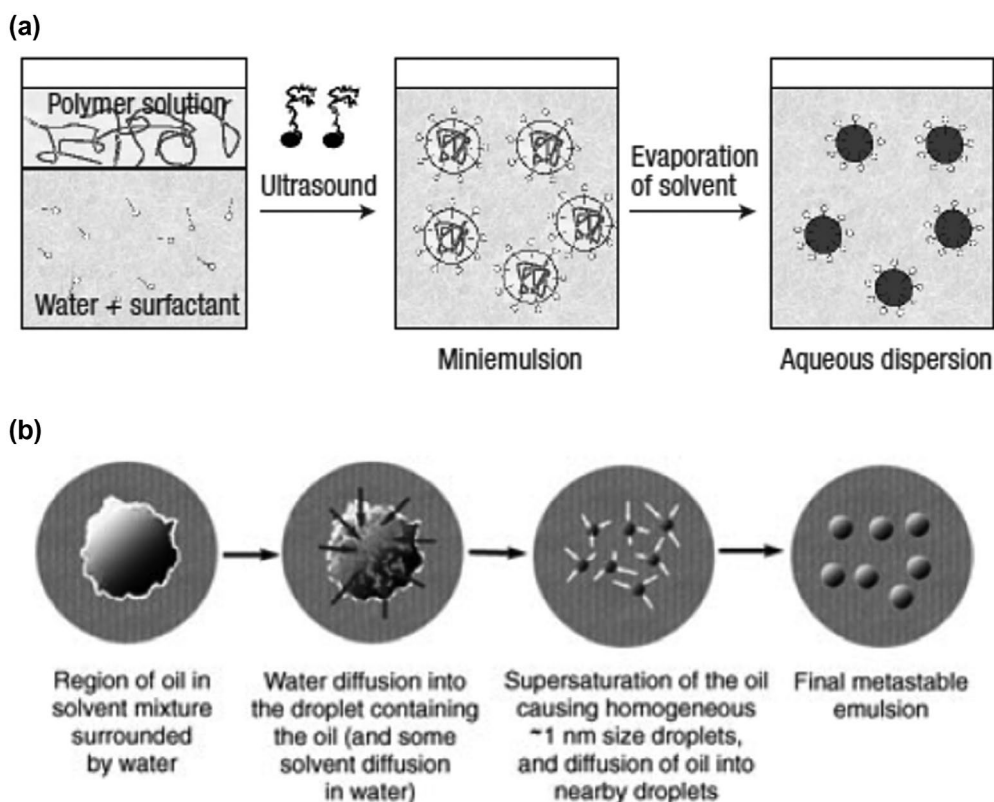 (a)
Polymer solution
Water + surfactant
Ultrasound
Miniemulsion
Evaporation
of solvent
Aqueous dispersion
(b)
Region of oil in
solvent mixture
surrounded
by water
Water diffusion into
the droplet containing
the oil (and some
solvent diffusion
in water)
Supersaturation of the oil
causing homogeneous
~1 nm size droplets,
and diffusion of oil into
nearby droplets
Final metastable
emulsion